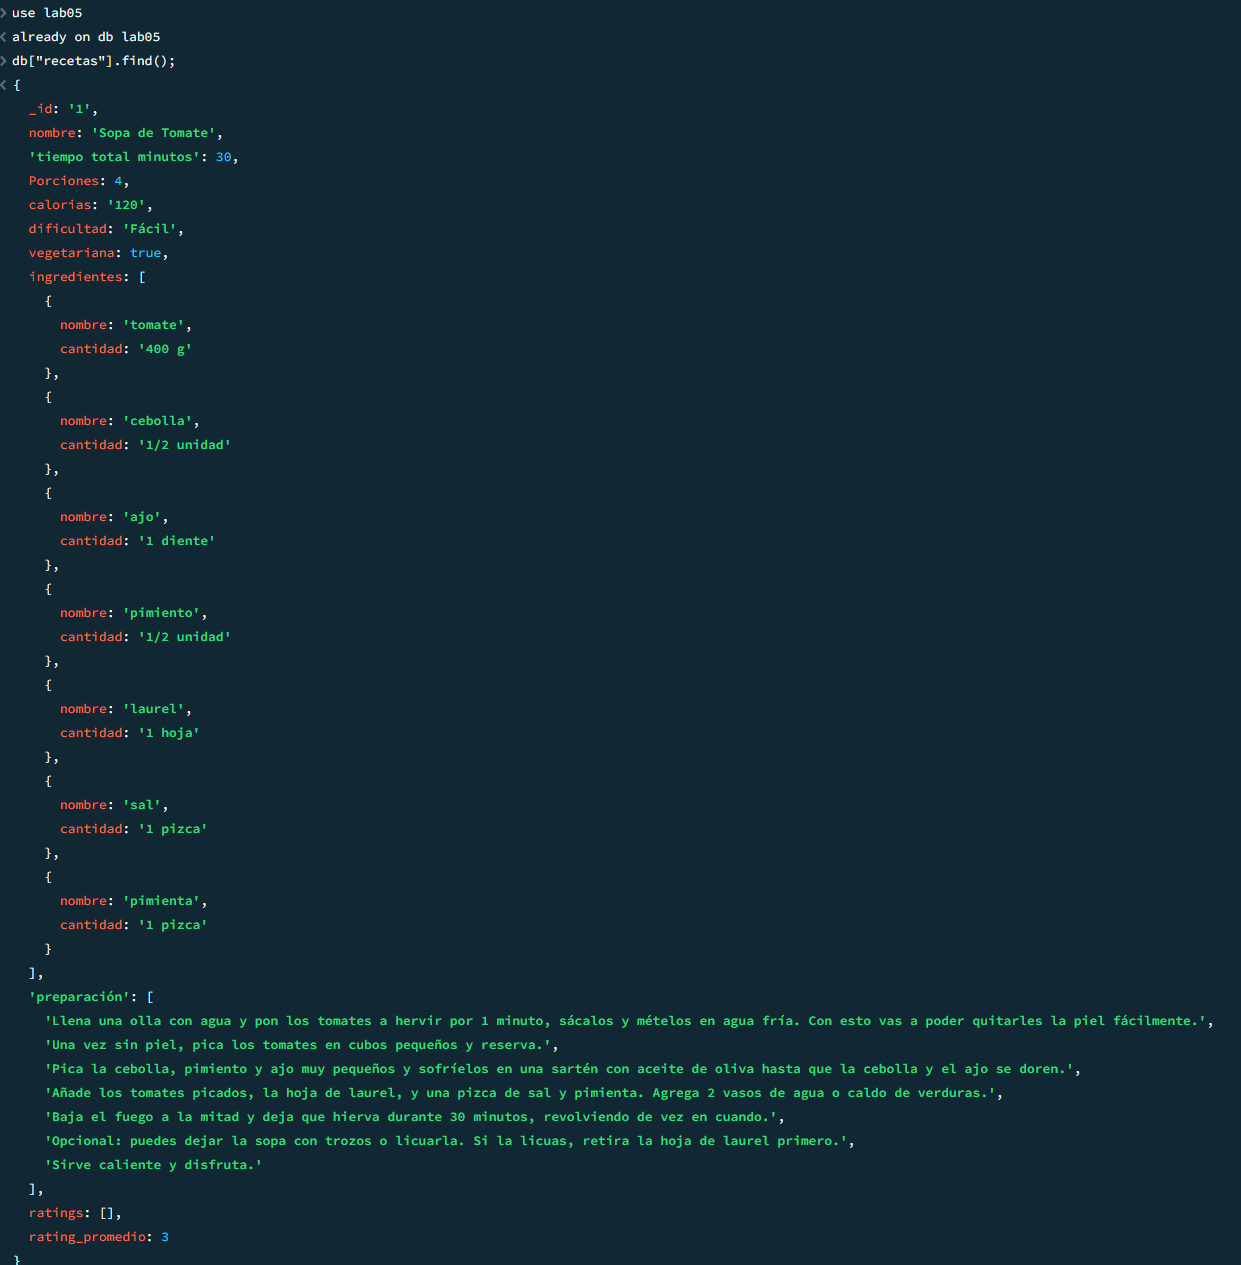 use lab05
already on db lab05
db["recetas"].find();
{
_id: '1',
nombre: 'Sopa de Tomate',
'tiempo total minutos': 30,
Porciones: 4,
calorias: '120',
dificultad: 'Fácil',
vegetariana: true,
ingredientes: [
{
nombre: 'tomate',
cantidad: '400 g'
},
{
nombre: 'cebolla',
cantidad: '1/2 unidad'
},
{
nombre: 'ajo',
cantidad: '1 diente'
},
{
nombre: 'pimiento',
cantidad: '1/2 unidad'
},
{
nombre: 'laurel',
cantidad: '1 hoja'
},
{
nombre: 'sal',
cantidad: '1 pizca'
},
{
nombre: 'pimienta',
cantidad: '1 pizca'
}
],
'preparación': [
'Llena una olla con agua y pon los tomates a hervir por 1 minuto, sácalos y mételos en agua fría. Con esto vas a poder quitarles la piel fácilmente.',
'Una vez sin piel, pica los tomates en cubos pequeños y reserva.',
'Pica la cebolla, pimiento y ajo muy pequeños y sofríelos en una sartén con aceite de oliva hasta que la cebolla y el ajo se doren.',
'Añade los tomates picados, la hoja de laurel, y una pizca de sal y pimienta. Agrega 2 vasos de agua o caldo de verduras.',
'Baja el fuego a la mitad y deja que hierva durante 30 minutos, revolviendo de vez en cuando.',
'Opcional: puedes dejar la sopa con trozos o licuarla. Si la licuas, retira la hoja de laurel primero.',
'Sirve caliente y disfruta.'
],
ratings: [],
rating_promedio: 3
}